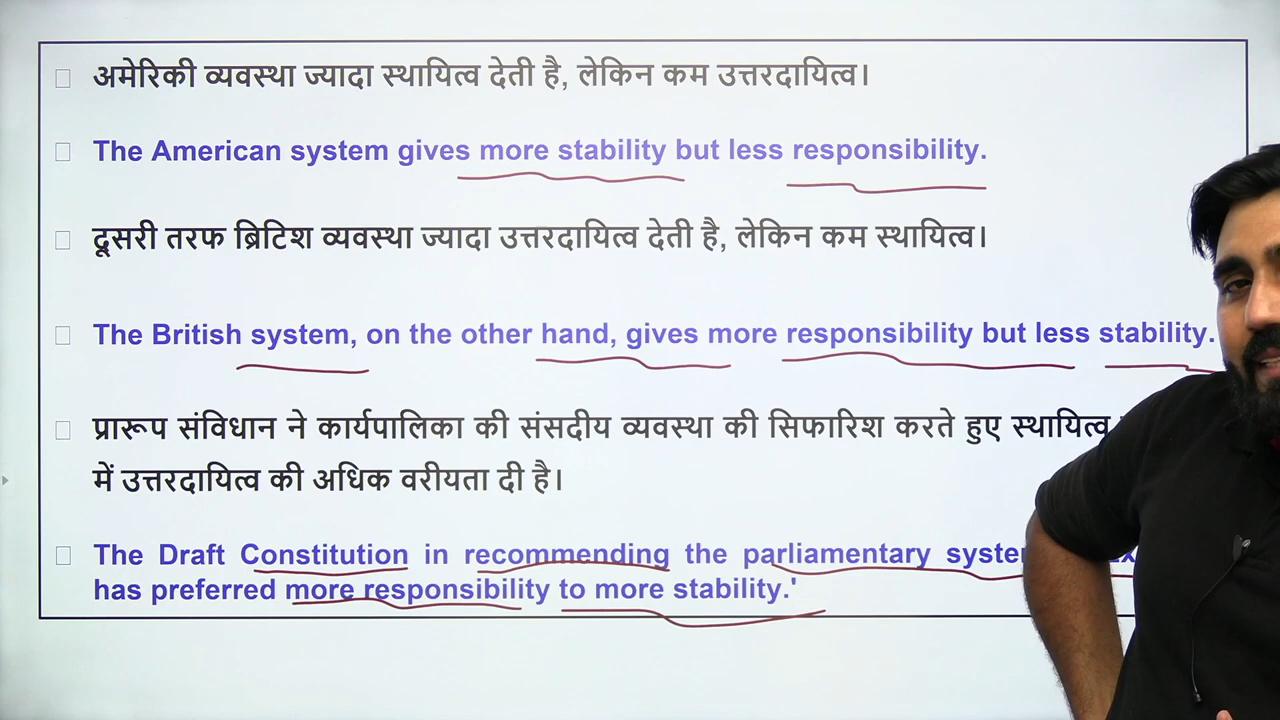 अमेरिकी व्यवस्था ज्यादा स्थायित्व देती है, लेकिन कम उत्तरदायित्व।
The American system gives more stability but less responsibility.
दूसरी तरफ ब्रिटिश व्यवस्था ज्यादा उत्तरदायित्व देती है, लेकिन कम स्थायित्व।
The British system, on the other hand, gives more responsibility but less stability.
प्रारूप संविधान ने कार्यपालिका की संसदीय व्यवस्था की सिफारिश करते हुए स्थायित्व
में उत्तरदायित्व की अधिक वरीयता दी है।
The Draft Constitution in recommending the parliamentary
has preferred more responsibility to more stability.'